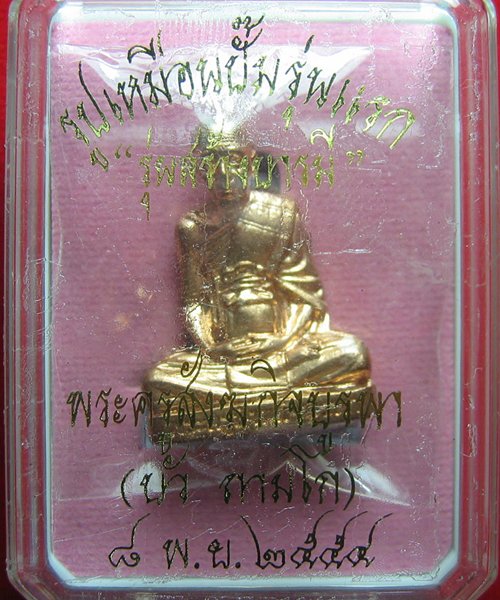 รูปเหมือนปั๊มรุ่นแรก
"รุ่นสร้างบารมี"
พระครูสังฆกิจบูรพา
(บัว ถามโก)
๘ พ.ย. ๒๕๕๔